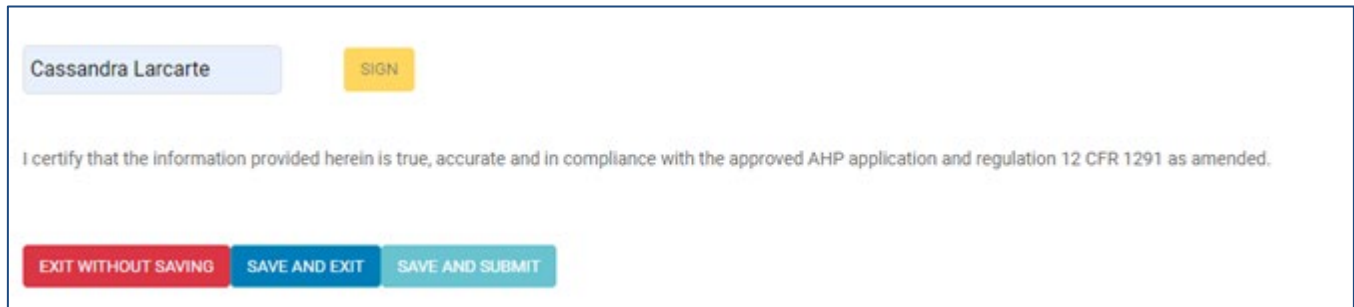 Cassandra Larcarte SIGN
I certify that the information provided herein is true, accurate and in compliance with the approved AHP application and regulation 12 CFR 1291 as amended.
EXIT WITHOUT SAVING SAVE AND EXIT SAVE AND SUBMIT